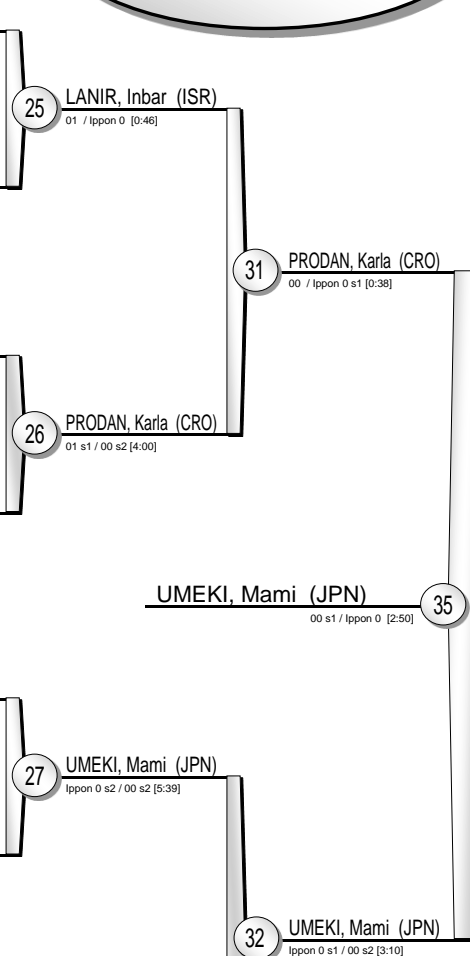 25
LANIR, Inbar (ISR)
01 / Ippon 0 [0:46]
31
PRODAN, Karla (CRO)
00 / Ippon 0 s1 [0:38]
26
PRODAN, Karla (CRO)
01 s1 / 00 s2 [4:00]
UMEKI, Mami (JPN)
00 s1 / Ippon 0 [2:50]
35
27
UMEKI, Mami (JPN)
Ippon 0 s2 / 00 s2 [5:39]
32
UMEKI, Mami (JPN)
Ippon 0 s1 / 00 s2 [3:10]